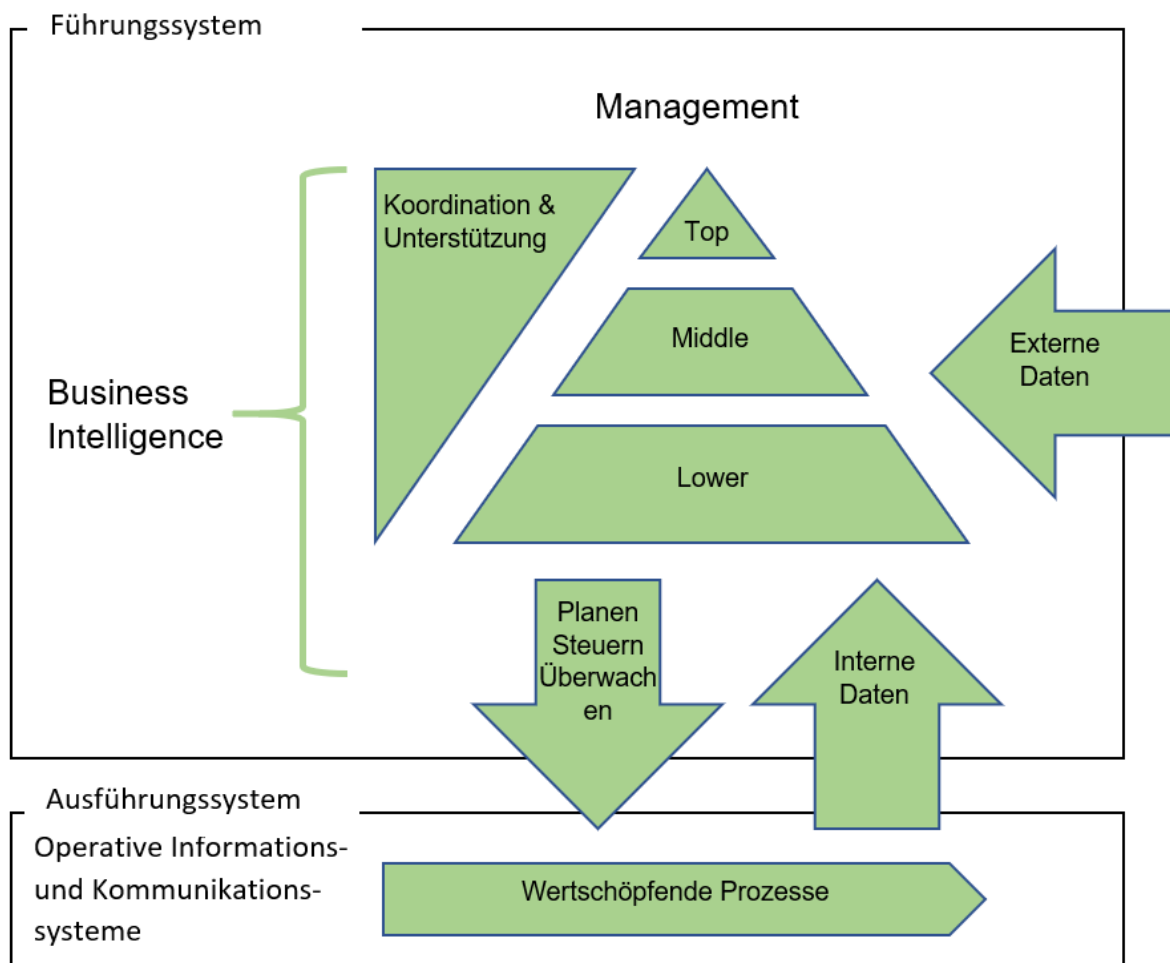 Führungssystem
Management
Koordination &
Unterstützung
Top
Middle
Externe
Daten
Business
Intelligence
Lower
Planen
Steuern
Überwach
en
Interne
Daten
Ausführungssystem
Operative Informations-
und Kommunikations-
systeme
Wertschöpfende Prozesse